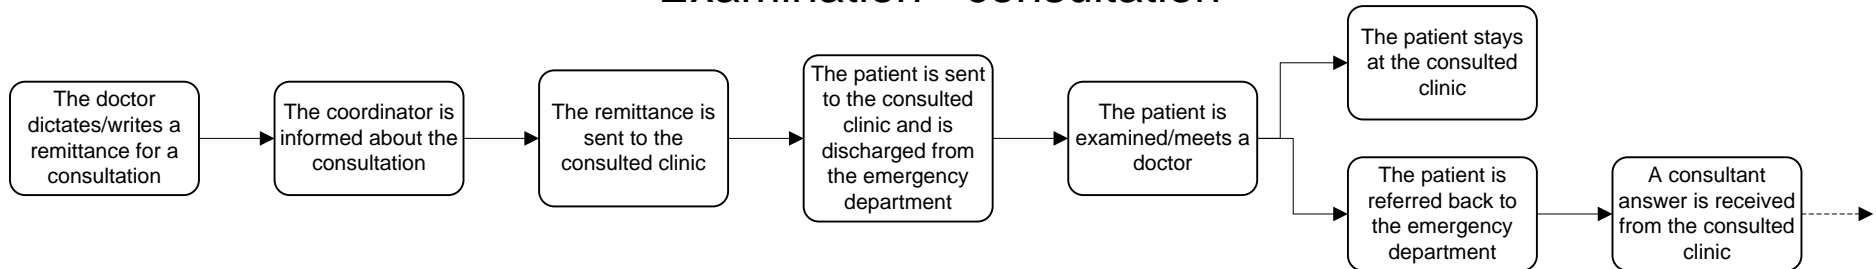 Examination - consultation
The doctor
dictates/writes a
remittance for a
consultation
The coordinator is
informed about the
consultation
The remittance is
sent to the
consulted clinic
The patient is sent
to the consulted
clinic and is
discharged from
the emergency
department
The patient is
examined/meets a
doctor
The patient stays
at the consulted
clinic
The patient is
referred back to
the emergency
department
A consultant
answer is received
from the consulted
clinic